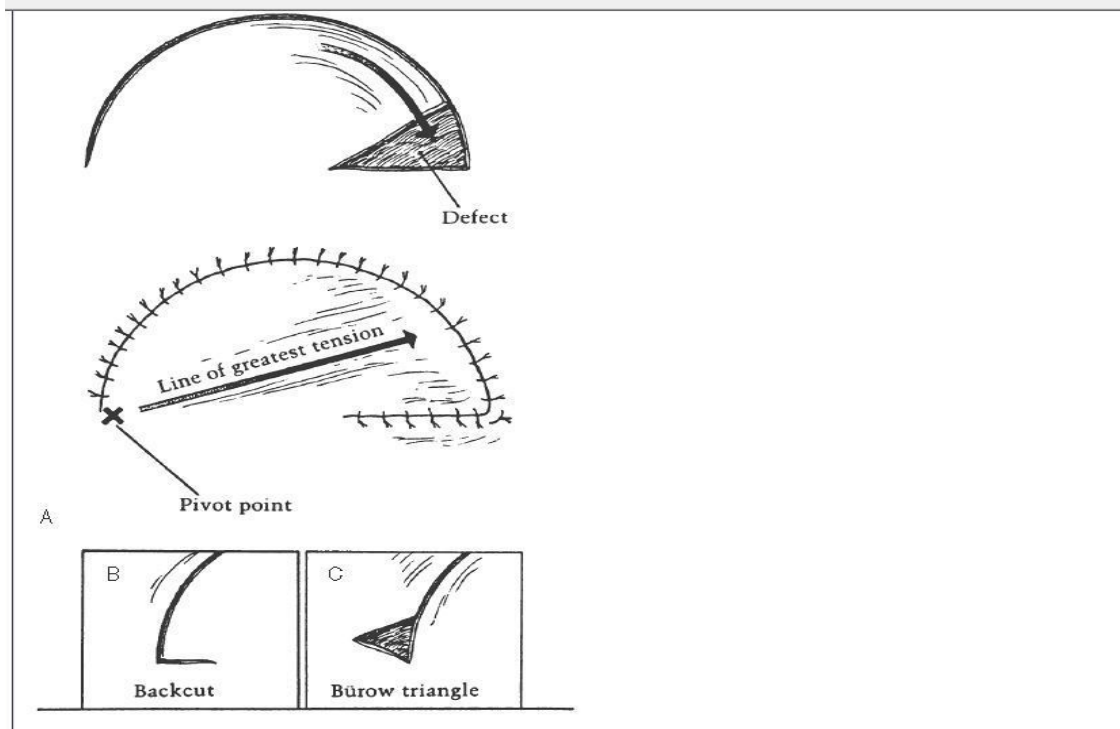 Defect
Line of greatest tension
Pivot point
A
B
C
Backcut
Bürow triangle